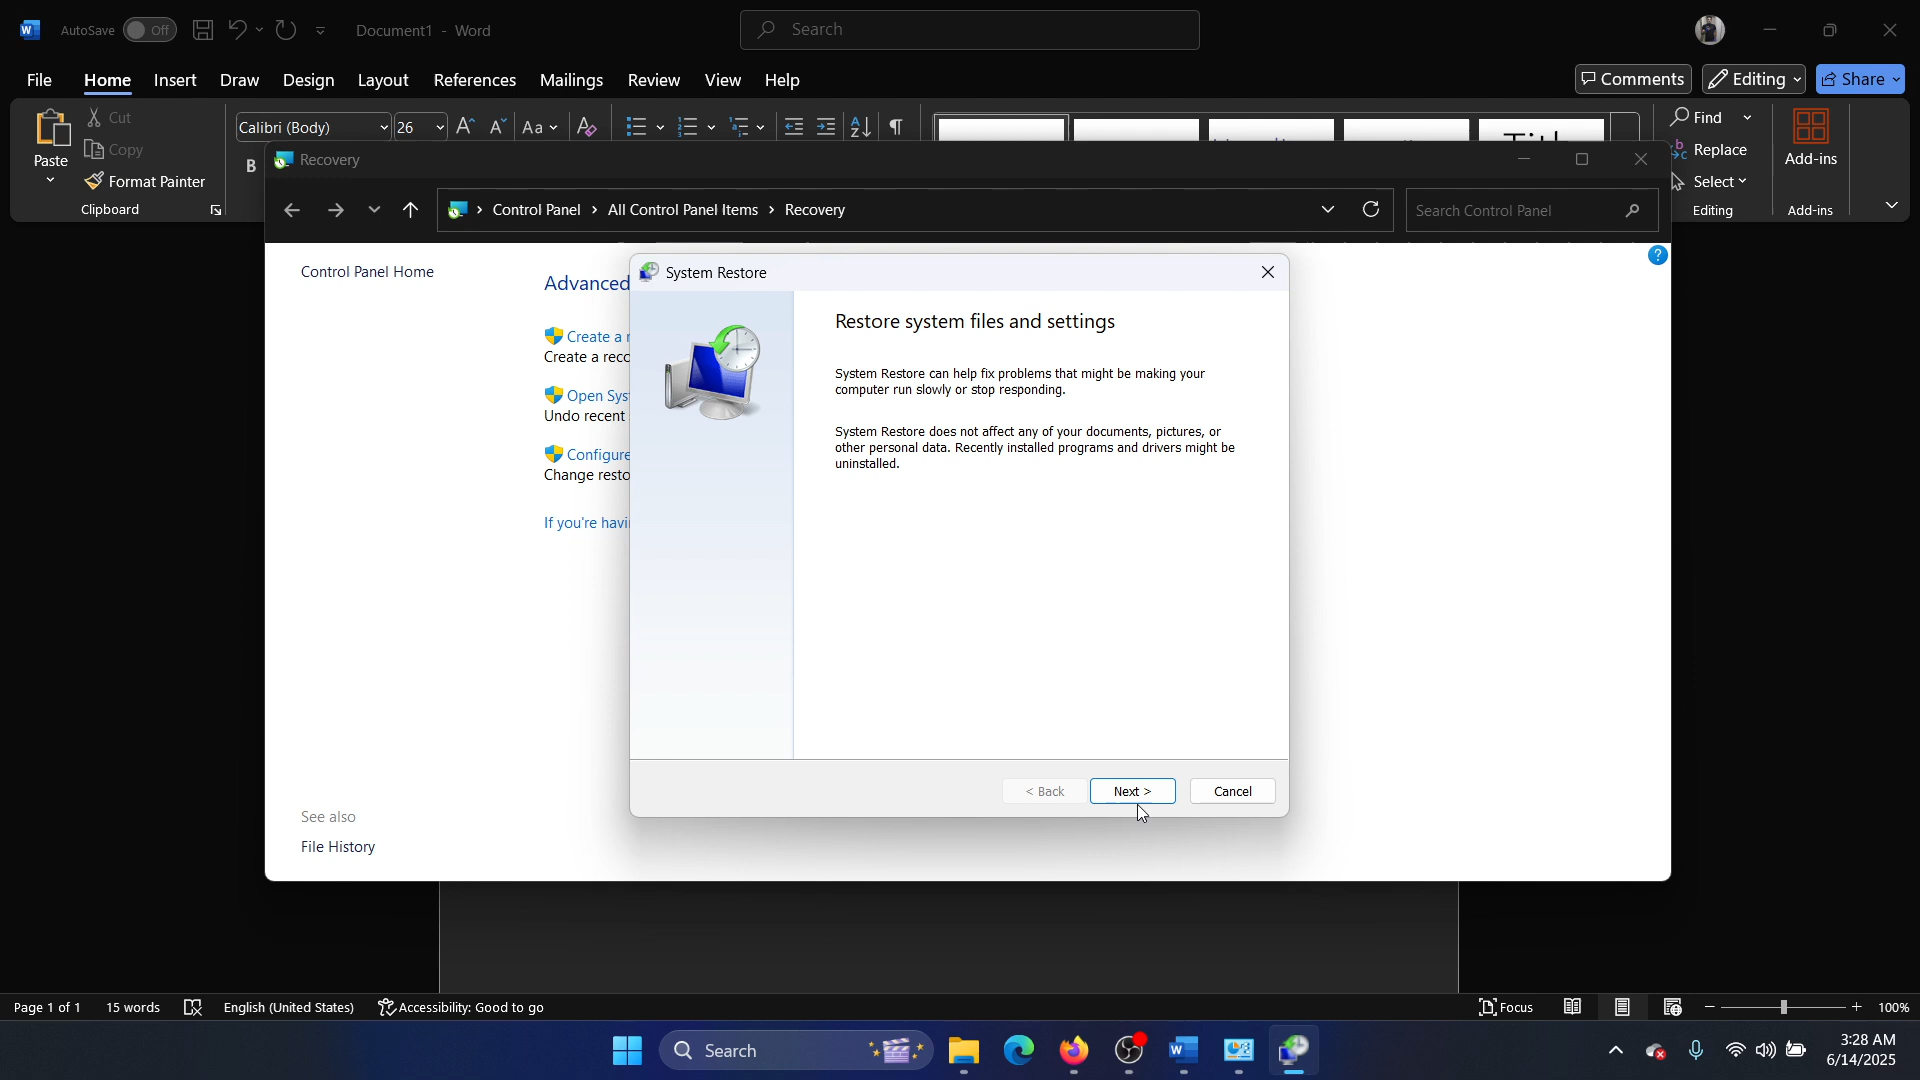 AutoSave Off Document1 - Word Search
File Home Insert Draw Design Layout References Mailings Review View Help Comments Editing Share
Paste
Cut
Copy
Format Painter
Clipboard
Calibri (Body) 26 Aa
B
Find
Replace
Select
Editing
Add-ins
Add-ins
Recovery
Control Panel > All Control Panel Items > Recovery Search Control Panel
Control Panel Home
Advanced
Create a
Create a
Open
Undo recent
Configure
Change
If you're
See also
File History
System Restore
Restore system files and settings
System Restore can help fix problems that might be making your
computer run slowly or stop responding.
System Restore does not affect any of your documents, pictures, or
other personal data. Recently installed programs and drivers might be
uninstalled.
< Back Next > Cancel
Page 1 of 1 15 words English (United States) Accessibility: Good to go Focus 100%
Search
3:28 AM
6/14/2025